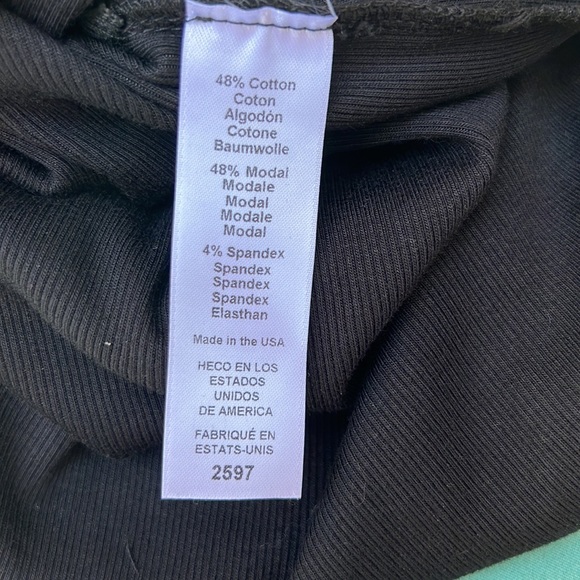 48% Cotton
Coton
Algodón
Cotone
Baumwolle
48% Modal
Modale
Modal
Modale
Modal
4% Spandex
Spandex
Spandex
Spandex
Elasthan
Made in the USA
HECO EN LOS
ESTADOS
UNIDOS
DE AMERICA
FABRIQUÉ EN
ESTATS-UNIS
2597